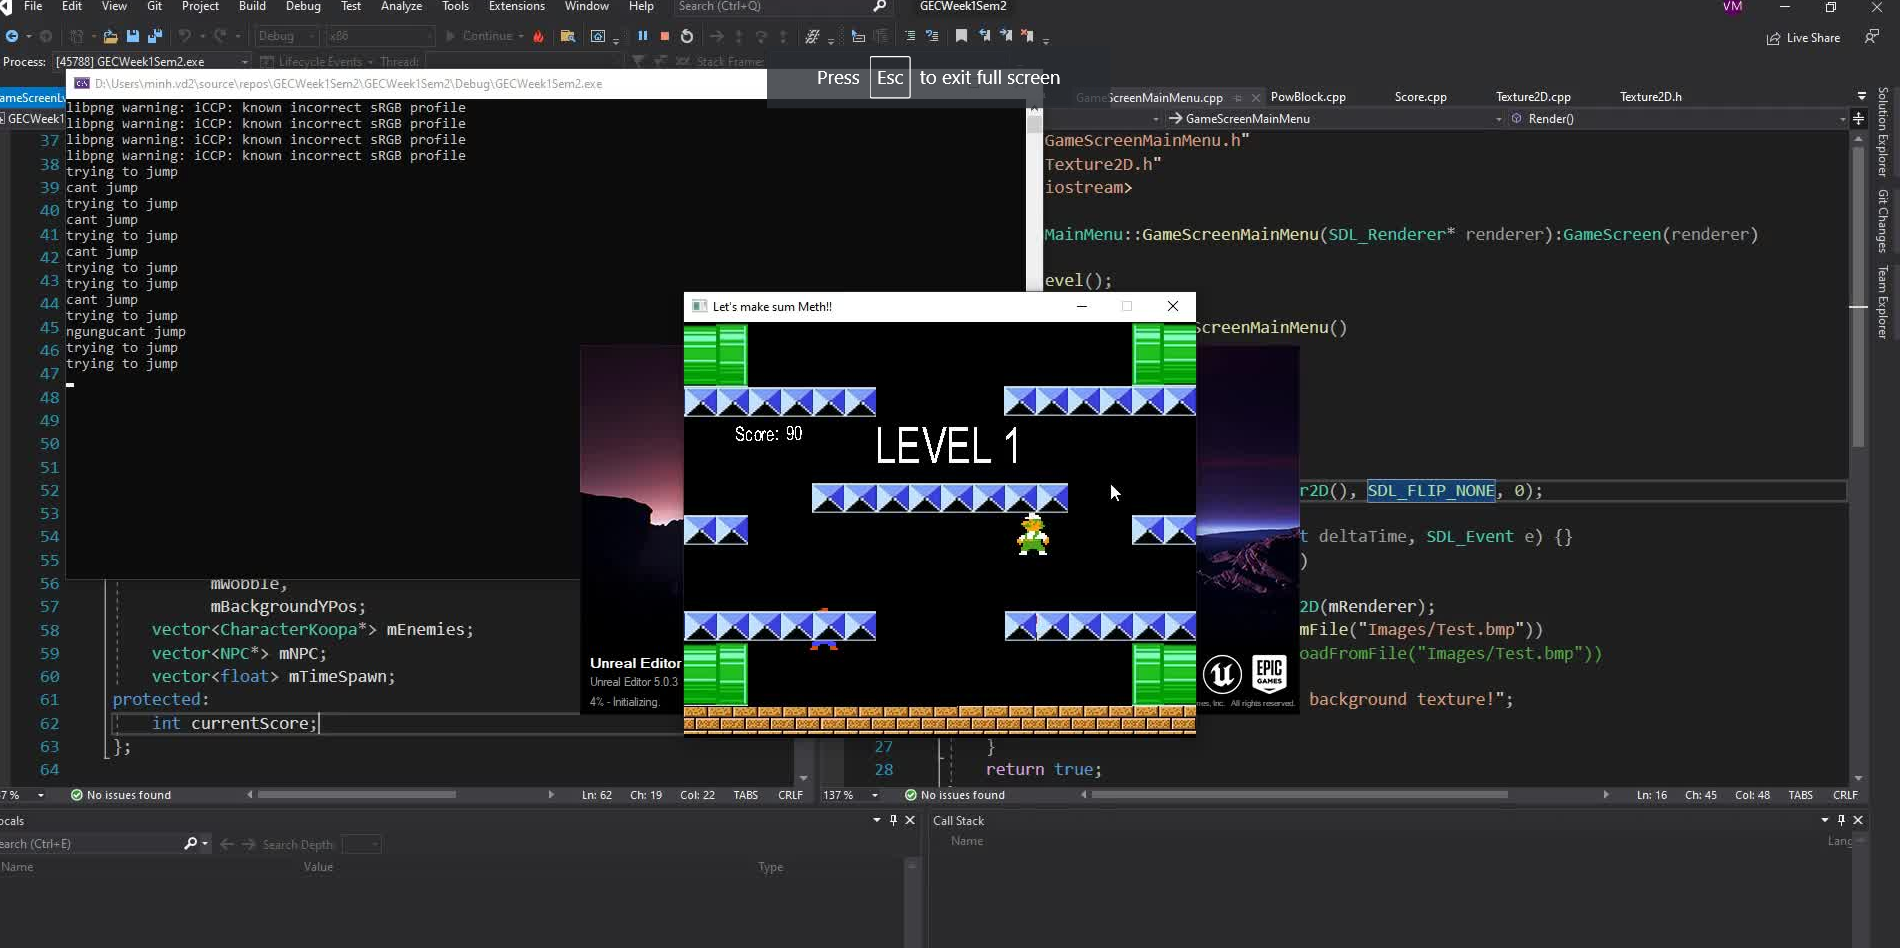 File Edit View Git Project Build Debug Test Analyze Tools Extensions Window Help Search (Ctrl+Q) GECWeek1Sem2 VM
Debug x86 Continue Live Share
Process: [45788] GECWeek1Sem2.exe Lifecycle Events Thread: Stack Frame:
D:\Users\minh.vd2\source\repos\GECWeek1Sem2\GECWeek1Sem2\Debug\GECWeek1Sem2.exe
Press Esc to exit full screen
ameScreenL GameScreenMainMenu.cpp PowBlock.cpp Score.cpp Texture2D.cpp Texture2D.h
GECWeek1 GameScreenMainMenu Render()
libpng warning: iCCP: known incorrect sRGB profile
libpng warning: iCCP: known incorrect sRGB profile
libpng warning: iCCP: known incorrect sRGB profile
libpng warning: iCCP: known incorrect sRGB profile
trying to jump
cant jump
trying to jump
cant jump
trying to jump
cant jump
trying to jump
trying to jump
cant jump
trying to jump
ngungucant jump
trying to jump
trying to jump
37
38
39
40
41
42
43
44
45
46
47
48
49
50
51
52
53
54
55
56 mWobble,
57 mBackgroundYPos;
58 vector<CharacterKoopa*> mEnemies;
59 vector<NPC*> mNPC;
60 vector<float> mTimeSpawn;
61 protected:
62 int currentScore;
63 };
64
Let's make sum Meth!!
Score: 90
LEVEL 1
Unreal Editor
Unreal Editor 5.0.3
4% - Initializing.
EPIC GAMES
mes, Inc. All rights reserved.
GameScreenMainMenu.h"
Texture2D.h"
iostream>
MainMenu::GameScreenMainMenu(SDL_Renderer* renderer):GameScreen(renderer)
evel();
creenMainMenu()
r2D(), SDL_FLIP_NONE, 0);
t deltaTime, SDL_Event e) {}
)
2D(mRenderer);
mFile("Images/Test.bmp"))
oadFromFile("Images/Test.bmp"))
background texture!";
27 }
28 return true;
Solution Explorer
Git Changes
Team Explorer
7 % No issues found Ln: 62 Ch: 19 Col: 22 TABS CRLF
137 % No issues found Ln: 16 Ch: 45 Col: 48 TABS CRLF
ocals
earch (Ctrl+E) Search Depth:
Name Value Type
Call Stack
Name Lang